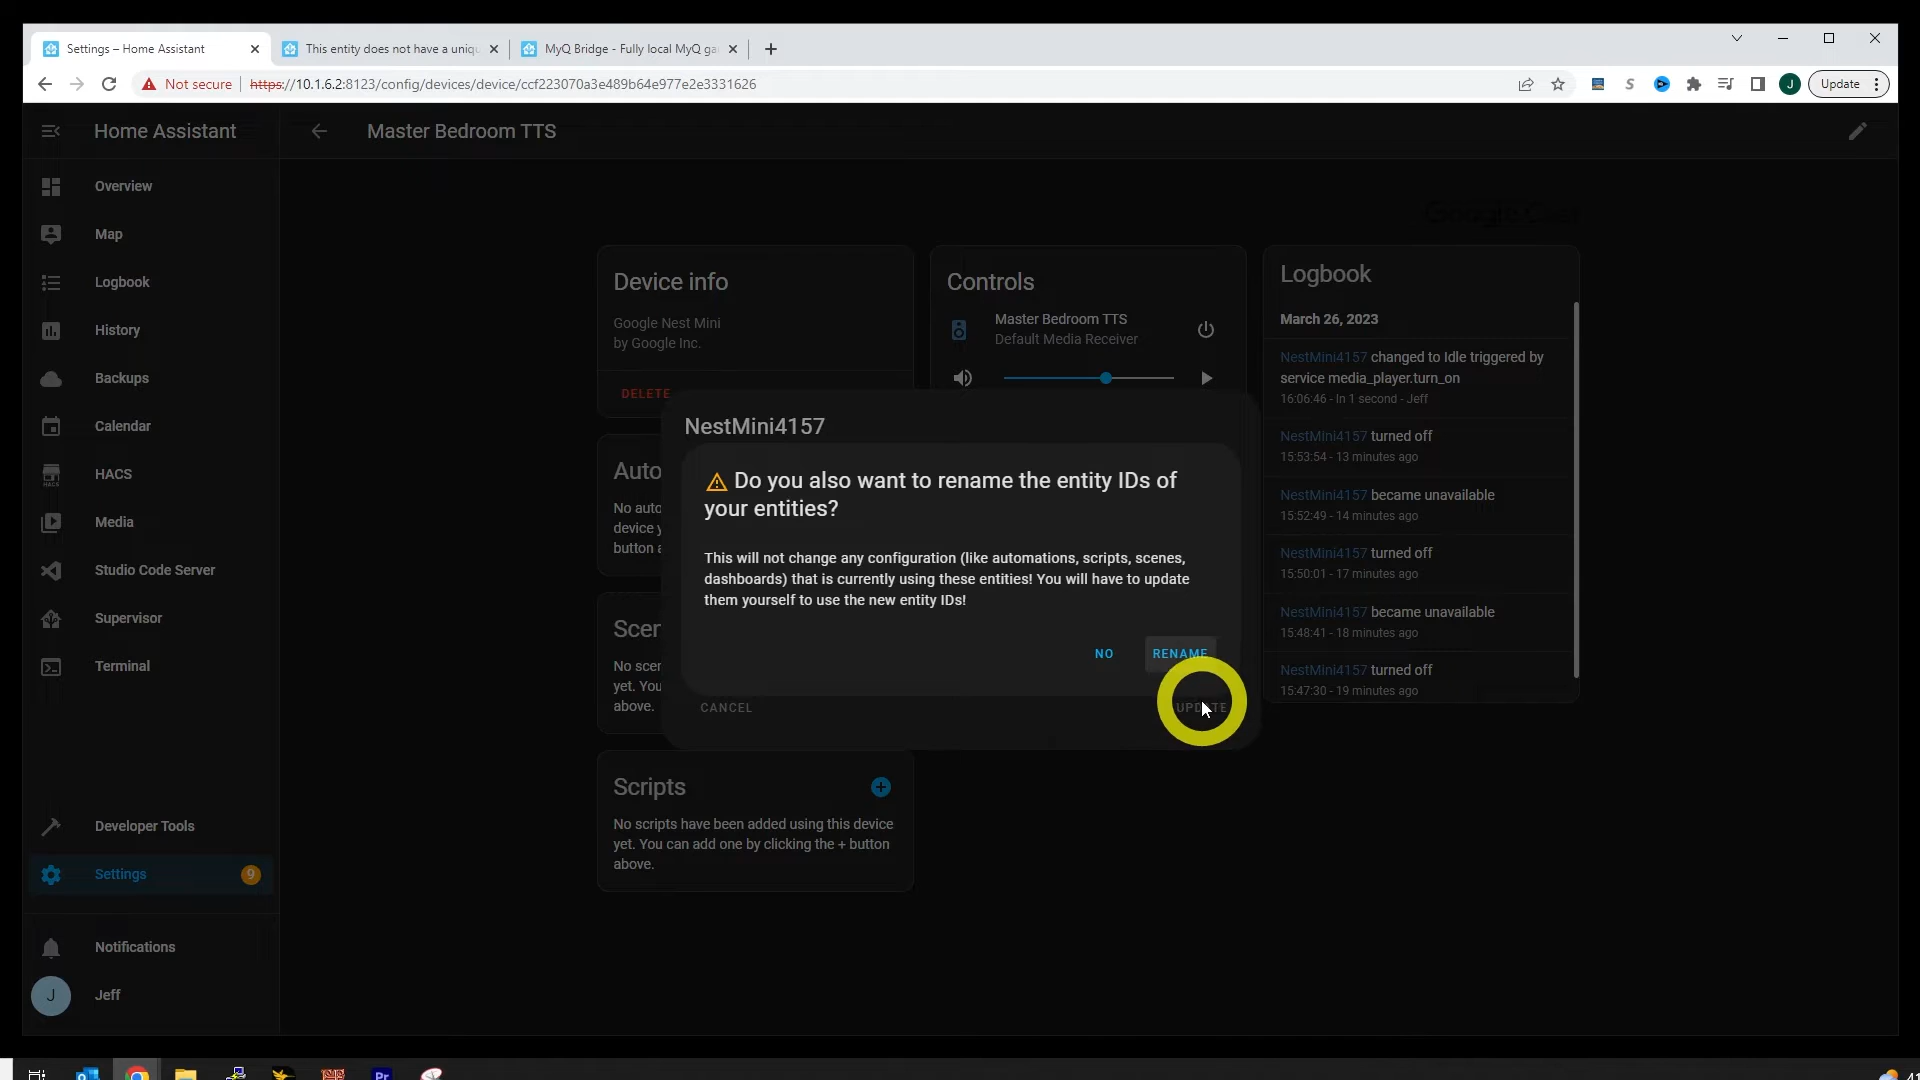 Settings – Home Assistant
This entity does not have a uniqu
MyQ Bridge - Fully local MyQ ga
Not secure
https://10.1.6.2:8123/config/devices/device/ccf223070a3e489b64e977e2e3331626
J
Update
Home Assistant
Master Bedroom TTS
Overview
Map
Logbook
History
Backups
Calendar
HACS
Media
Studio Code Server
Supervisor
Terminal
Developer Tools
Settings
9
Notifications
J
Jeff
Google Cast
Device info
Google Nest Mini
by Google Inc.
DELETE
Controls
Master Bedroom TTS
Default Media Receiver
Logbook
March 26, 2023
NestMini4157 changed to Idle triggered by
service media_player.turn_on
16:06:46 - In 1 second - Jeff
NestMini4157 turned off
15:53:54 - 13 minutes ago
NestMini4157 became unavailable
15:52:49 - 14 minutes ago
NestMini4157 turned off
15:50:01 - 17 minutes ago
NestMini4157 became unavailable
15:48:41 - 18 minutes ago
NestMini4157 turned off
15:47:30 - 19 minutes ago
Auto
No auto
device y
button a
Scen
No scen
yet. You
above.
NestMini4157
Do you also want to rename the entity IDs of
your entities?
This will not change any configuration (like automations, scripts, scenes,
dashboards) that is currently using these entities! You will have to update
them yourself to use the new entity IDs!
NO
RENAME
CANCEL
UPDATE
Scripts
No scripts have been added using this device
yet. You can add one by clicking the + button
above.
Pr
41